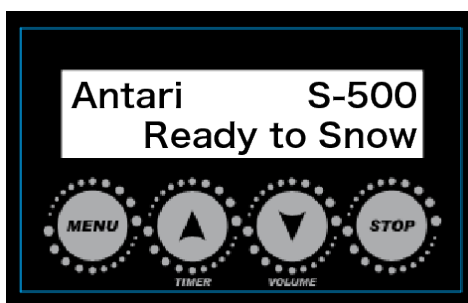 Antari S-500
Ready to Snow
MENU STOP
TIMER VOLUME